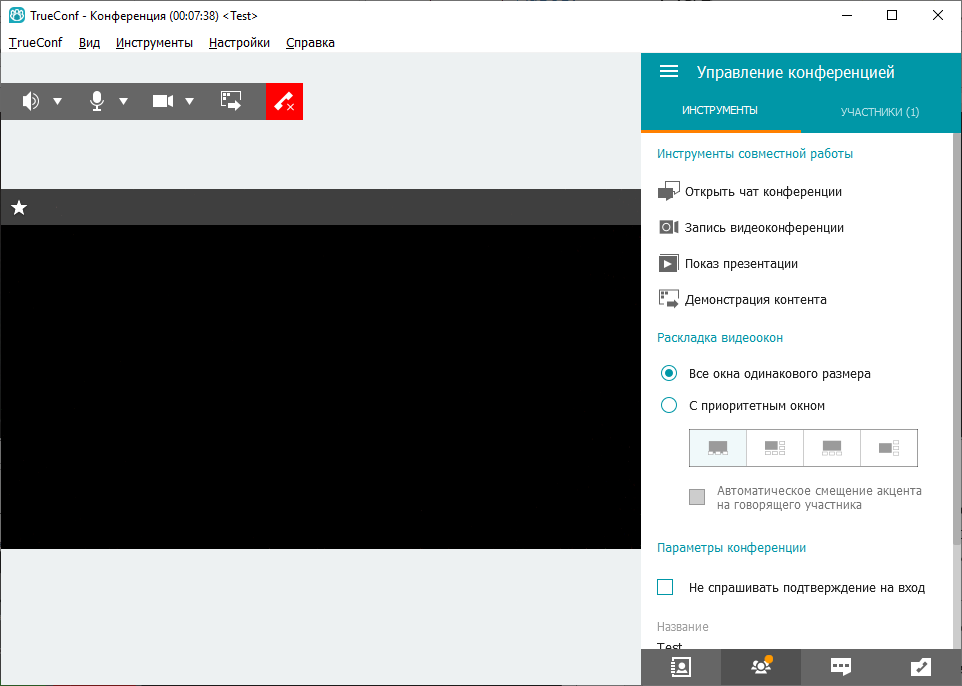 TrueConf - Конференция (00:07:38) <Test>
TrueConf Вид Инструменты Настройки Справка
Управление конференцией
ИНСТРУМЕНТЫ УЧАСТНИКИ (1)
Инструменты совместной работы
Открыть чат конференции
Запись видеоконференции
Показ презентации
Демонстрация контента
Раскладка видеоокон
Все окна одинакового размера
С приоритетным окном
Автоматическое смещение акцента
на говорящего участника
Параметры конференции
Не спрашивать подтверждение на вход
Название
Test